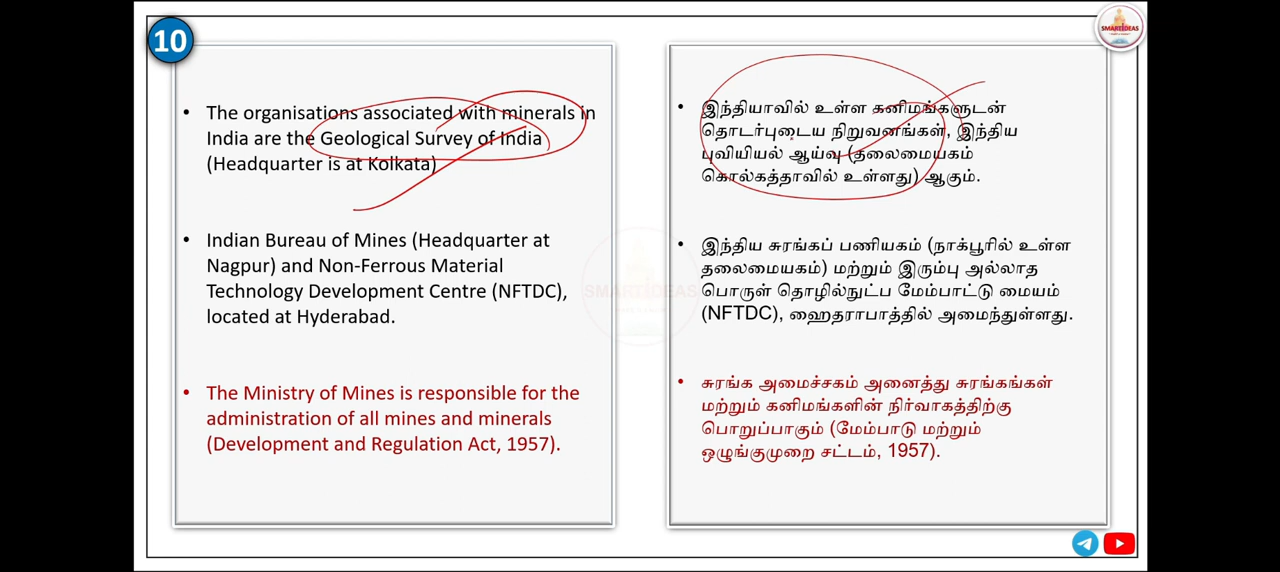 10
SMART IDEAS
• The organisations associated with minerals in
India are the Geological Survey of India
(Headquarter is at Kolkata)
• Indian Bureau of Mines (Headquarter at
Nagpur) and Non-Ferrous Material
Technology Development Centre (NFTDC),
located at Hyderabad.
• The Ministry of Mines is responsible for the
administration of all mines and minerals
(Development and Regulation Act, 1957).
• இந்தியாவில் உள்ள கனிமங்களுடன்
தொடர்புடைய நிறுவனங்கள், இந்திய
புவியியல் ஆய்வு (தலைமையகம்
கொல்கத்தாவில் உள்ளது) ஆகும்.
• இந்திய சுரங்கப் பணியகம் (நாக்பூரில் உள்ள
தலைமையகம்) மற்றும் இரும்பு அல்லாத
பொருள் தொழில்நுட்ப மேம்பாட்டு மையம்
(NFTDC), ஹைதராபாத்தில் அமைந்துள்ளது.
• சுரங்க அமைச்சகம் அனைத்து சுரங்கங்கள்
மற்றும் கனிமங்களின் நிர்வாகத்திற்கு
பொறுப்பாகும் (மேம்பாடு மற்றும்
ஒழுங்குமுறை சட்டம், 1957).
SMART IDEAS